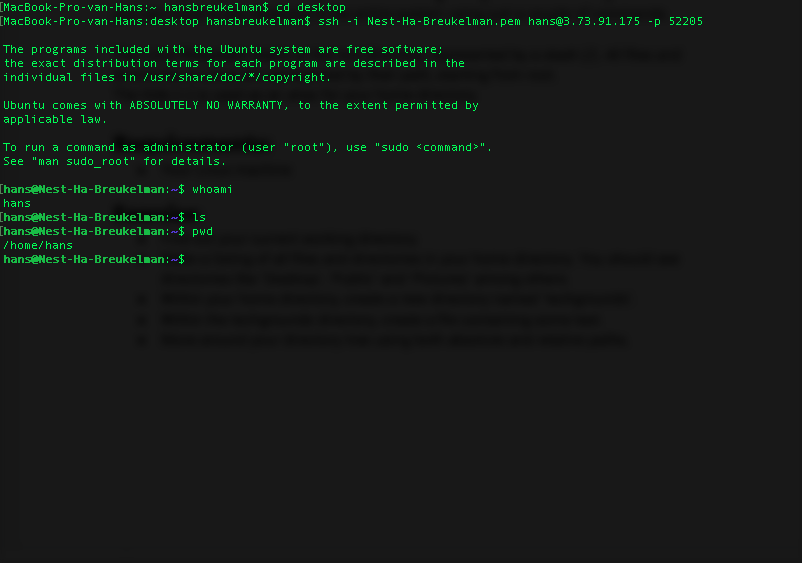 [MacBook-Pro-van-Hans:~ hansbreukelman$ cd desktop
[MacBook-Pro-van-Hans:desktop hansbreukelman$ ssh -i Nest-Ha-Breukelman.pem hans@3.73.91.175 -p 52205
The programs included with the Ubuntu system are free software;
the exact distribution terms for each program are described in the
individual files in /usr/share/doc/*/copyright.
Ubuntu comes with ABSOLUTELY NO WARRANTY, to the extent permitted by
applicable law.
To run a command as administrator (user "root"), use "sudo <command>".
See "man sudo_root" for details.
[hans@Nest-Ha-Breukelman:~$ whoami
hans
[hans@Nest-Ha-Breukelman:~$ ls
[hans@Nest-Ha-Breukelman:~$ pwd
/home/hans
hans@Nest-Ha-Breukelman:~$